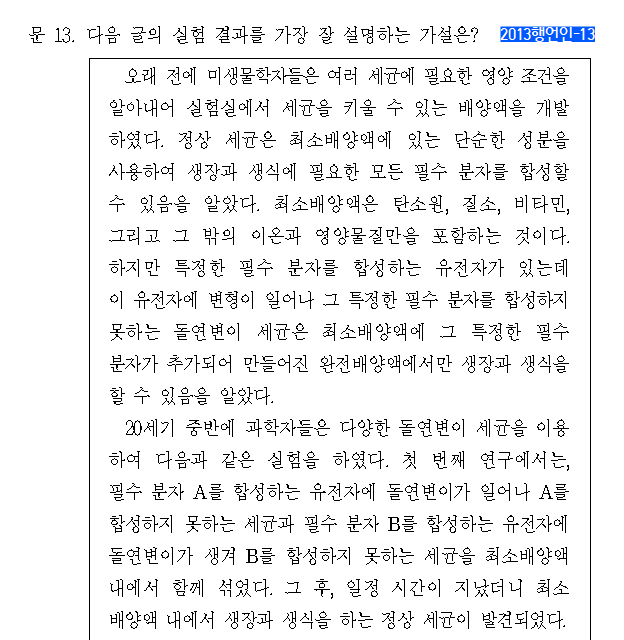 문 13. 다음 글의 실험 결과를 가장 잘 설명하는 가설은? 2013행언인-13
오래 전에 미생물학자들은 여러 세균에 필요한 영양 조건을
알아내어 실험실에서 세균을 키울 수 있는 배양액을 개발
하였다. 정상 세균은 최소배양액에 있는 단순한 성분을
사용하여 생장과 생식에 필요한 모든 필수 분자를 합성할
수 있음을 알았다. 최소배양액은 탄소원, 질소, 비타민,
그리고 그 밖의 이온과 영양물질만을 포함하는 것이다.
하지만 특정한 필수 분자를 합성하는 유전자가 있는데
이 유전자에 변형이 일어나 그 특정한 필수 분자를 합성하지
못하는 돌연변이 세균은 최소배양액에 그 특정한 필수
분자가 추가되어 만들어진 완전배양액에서만 생장과 생식을
할 수 있음을 알았다.
20세기 중반에 과학자들은 다양한 돌연변이 세균을 이용
하여 다음과 같은 실험을 하였다. 첫 번째 연구에서는,
필수 분자 A를 합성하는 유전자에 돌연변이가 일어나 A를
합성하지 못하는 세균과 필수 분자 B를 합성하는 유전자에
돌연변이가 생겨 B를 합성하지 못하는 세균을 최소배양액
내에서 함께 섞었다. 그 후, 일정 시간이 지났더니 최소
배양액 내에서 생장과 생식을 하는 정상 세균이 발견되었다.